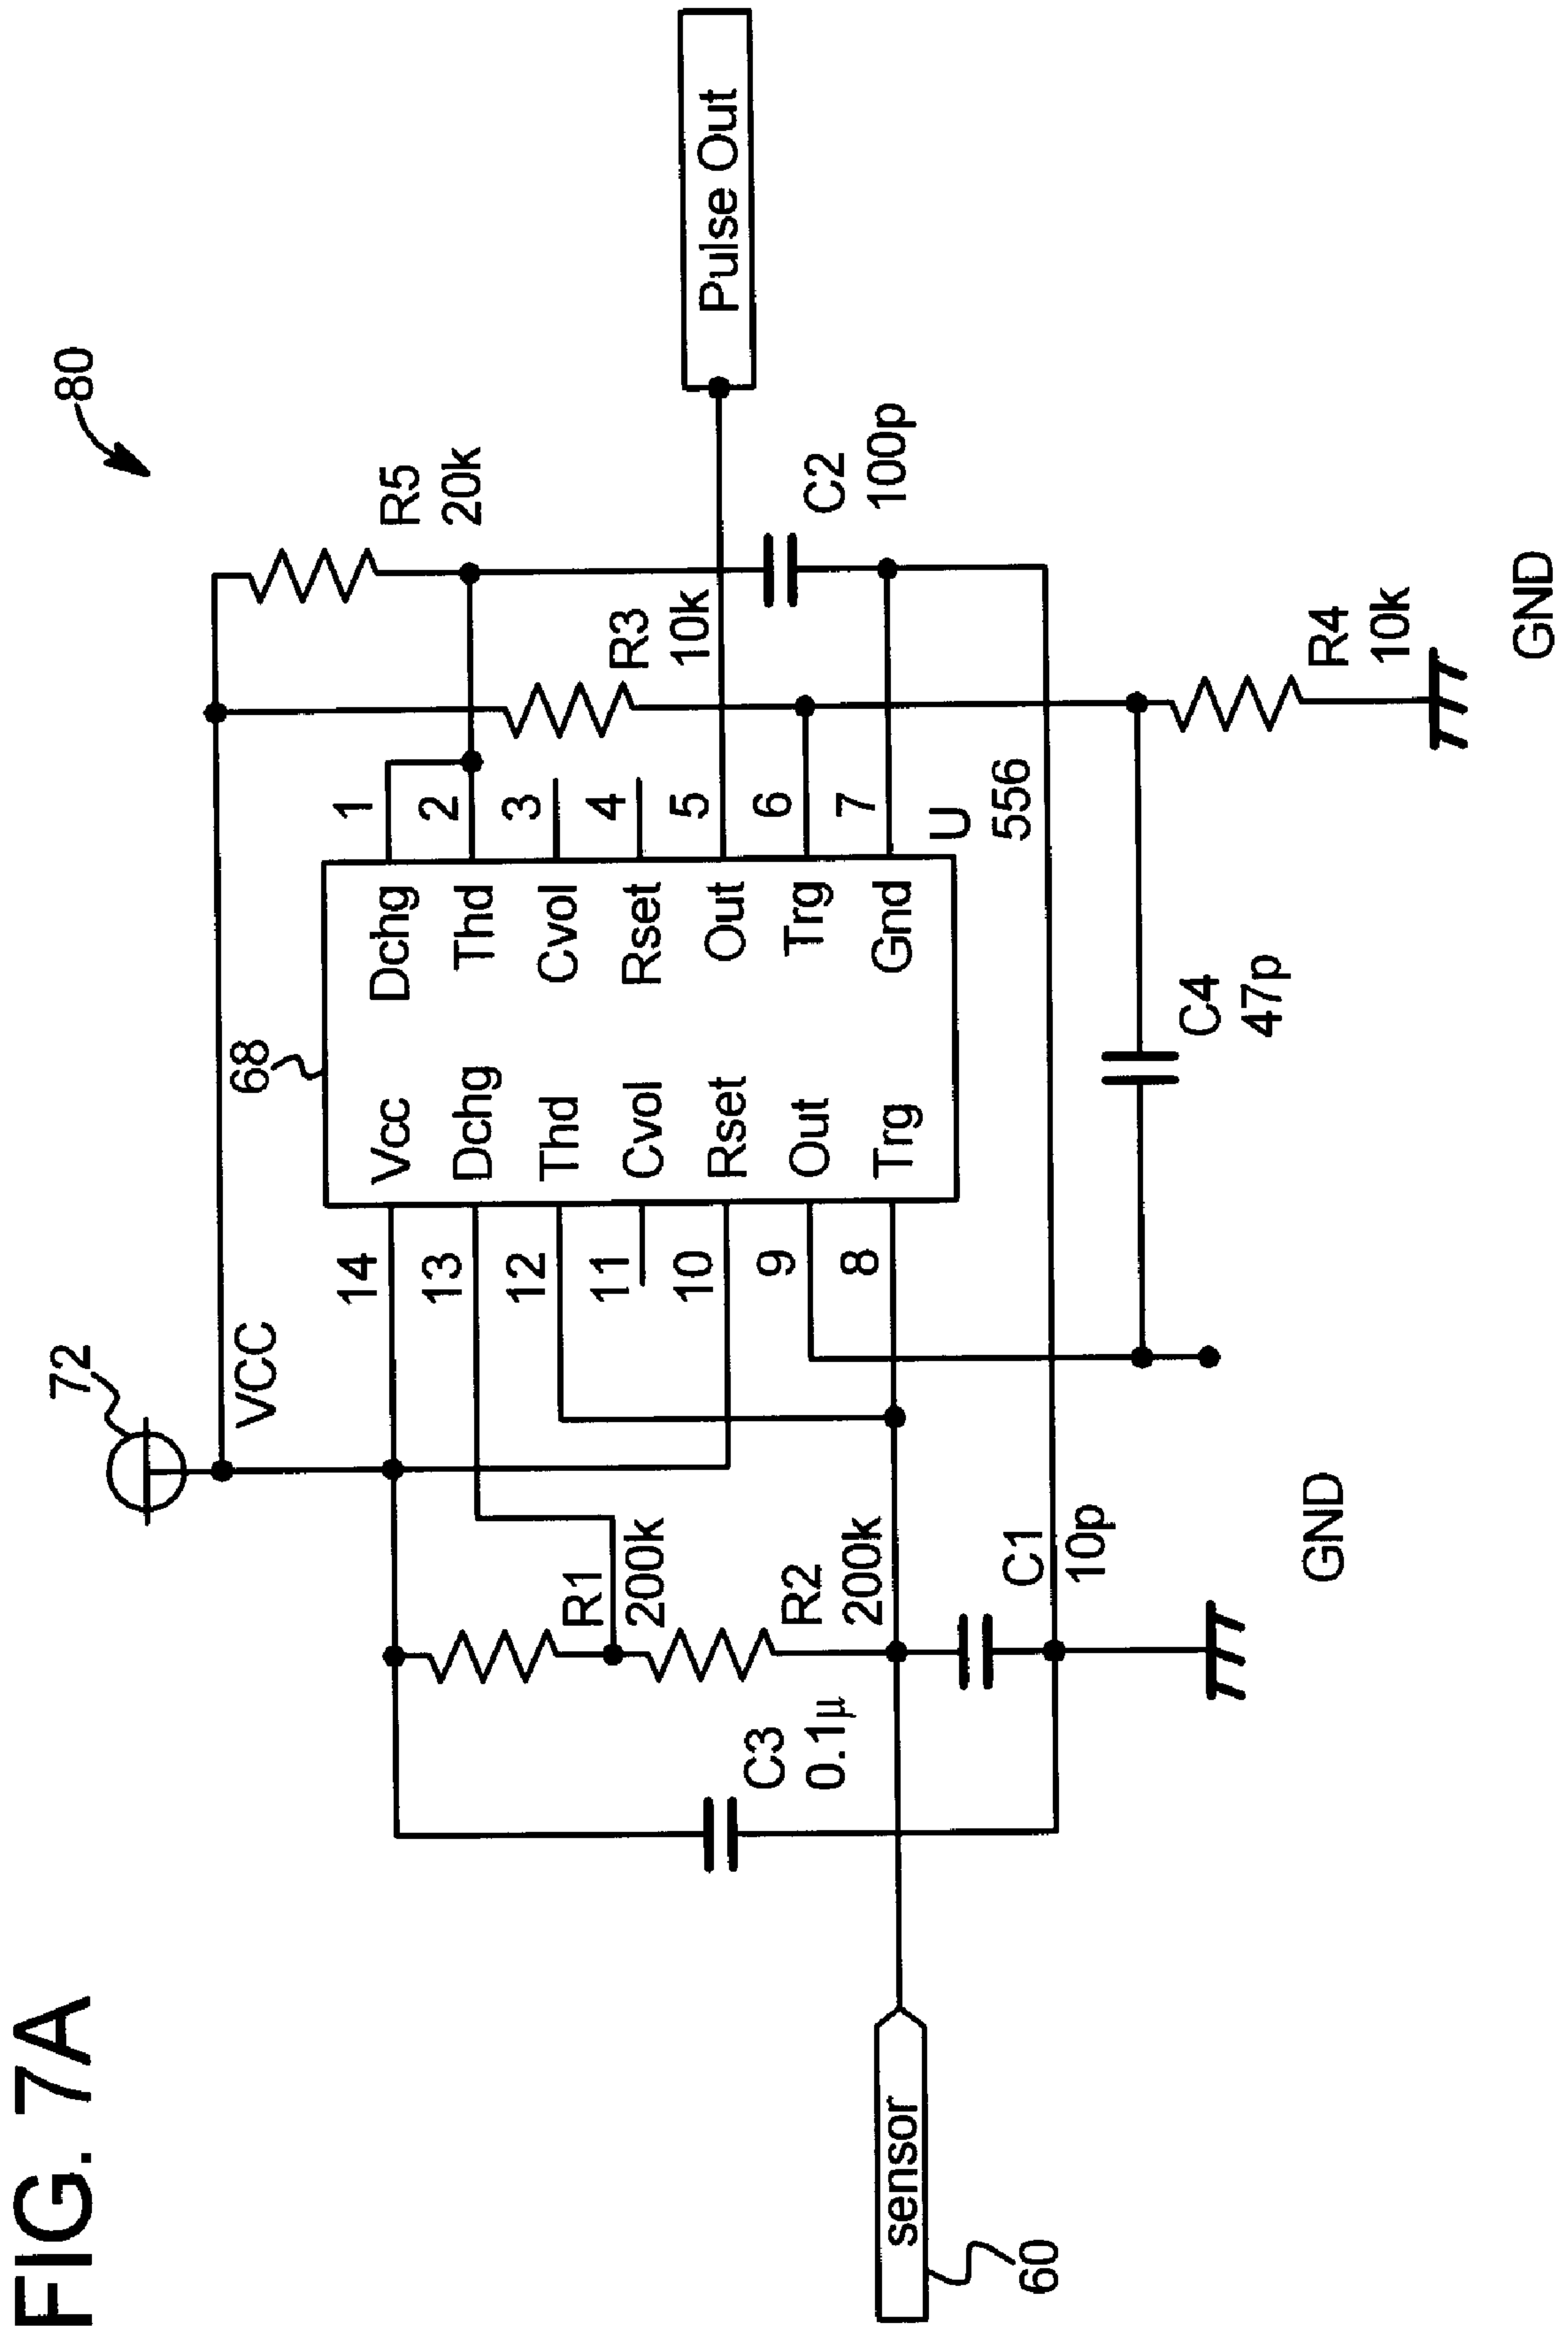 FIG. 7A
80
72
VCC
68
R5
20k
14
13
12
11
10
9
8
Vcc
Dchg
Thd
Cvol
Rset
Out
Trg
Dchg
Thd
Cvol
Rset
Out
Trg
Gnd
1
2
3
4
5
6
7
U
556
R3
10k
Pulse Out
C2
100p
R1
200k
R2
200k
C3
0.1µ
C1
10p
sensor
60
C4
47p
R4
10k
GND
GND